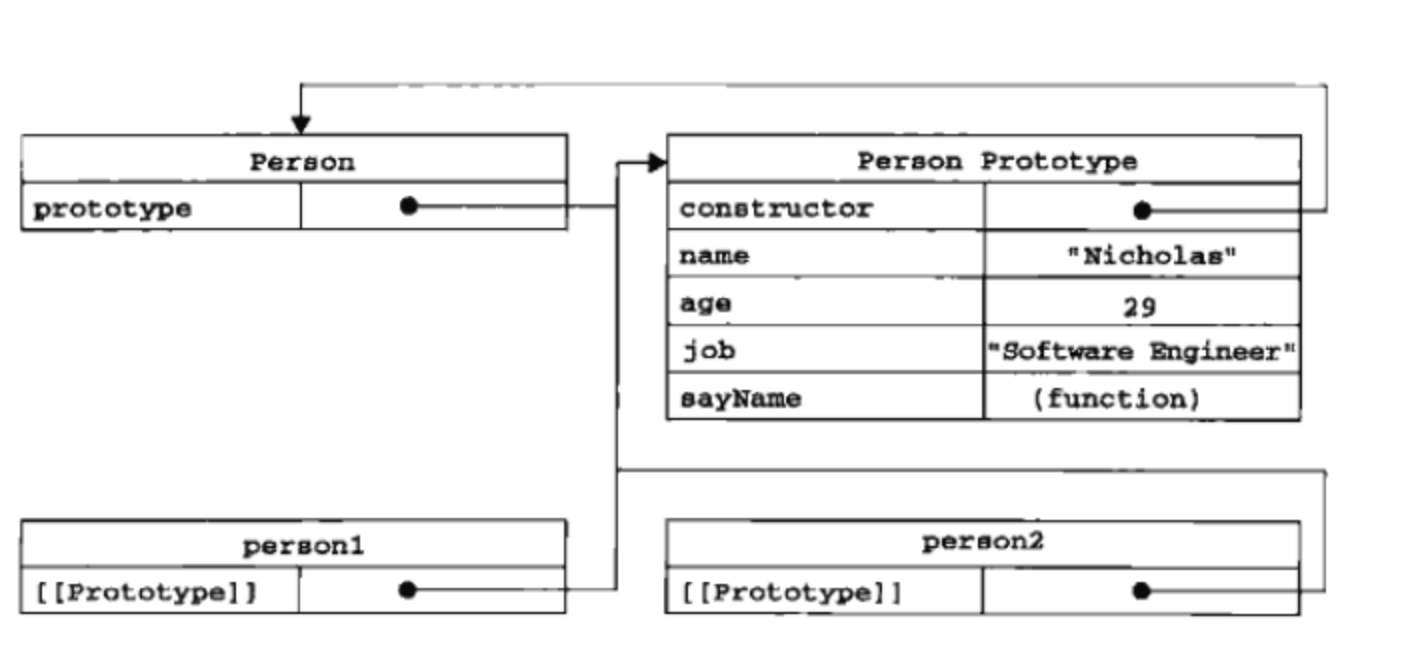 Person
prototype
Person Prototype
constructor
name "Nicholas"
age 29
job "Software Engineer"
sayName (function)
person1
[[Prototype]]
person2
[[Prototype]]